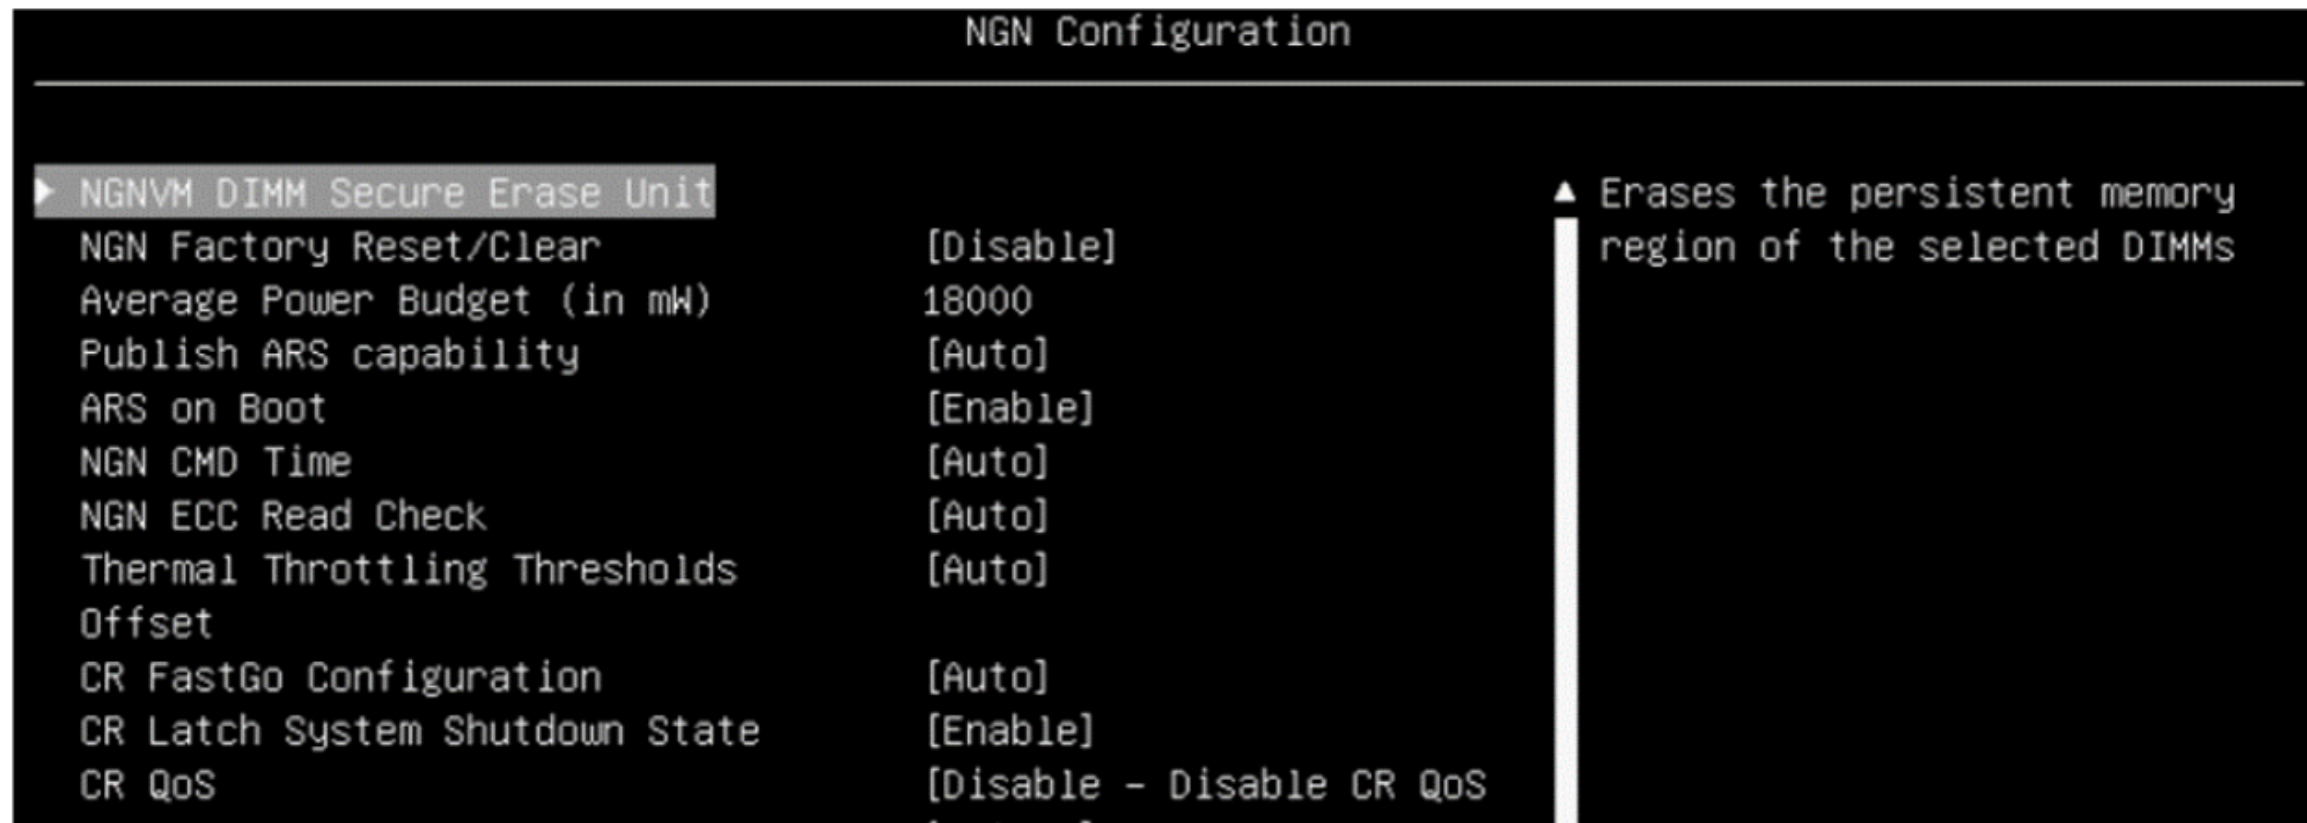 NGN Configuration
NGNVM DIMM Secure Erase Unit
Erases the persistent memory
NGN Factory Reset/Clear [Disable]
region of the selected DIMMs
Average Power Budget (in mW) 18000
Publish ARS capability [Auto]
ARS on Boot [Enable]
NGN CMD Time [Auto]
NGN ECC Read Check [Auto]
Thermal Throttling Thresholds [Auto]
Offset
CR FastGo Configuration [Auto]
CR Latch System Shutdown State [Enable]
CR QoS [Disable - Disable CR QoS